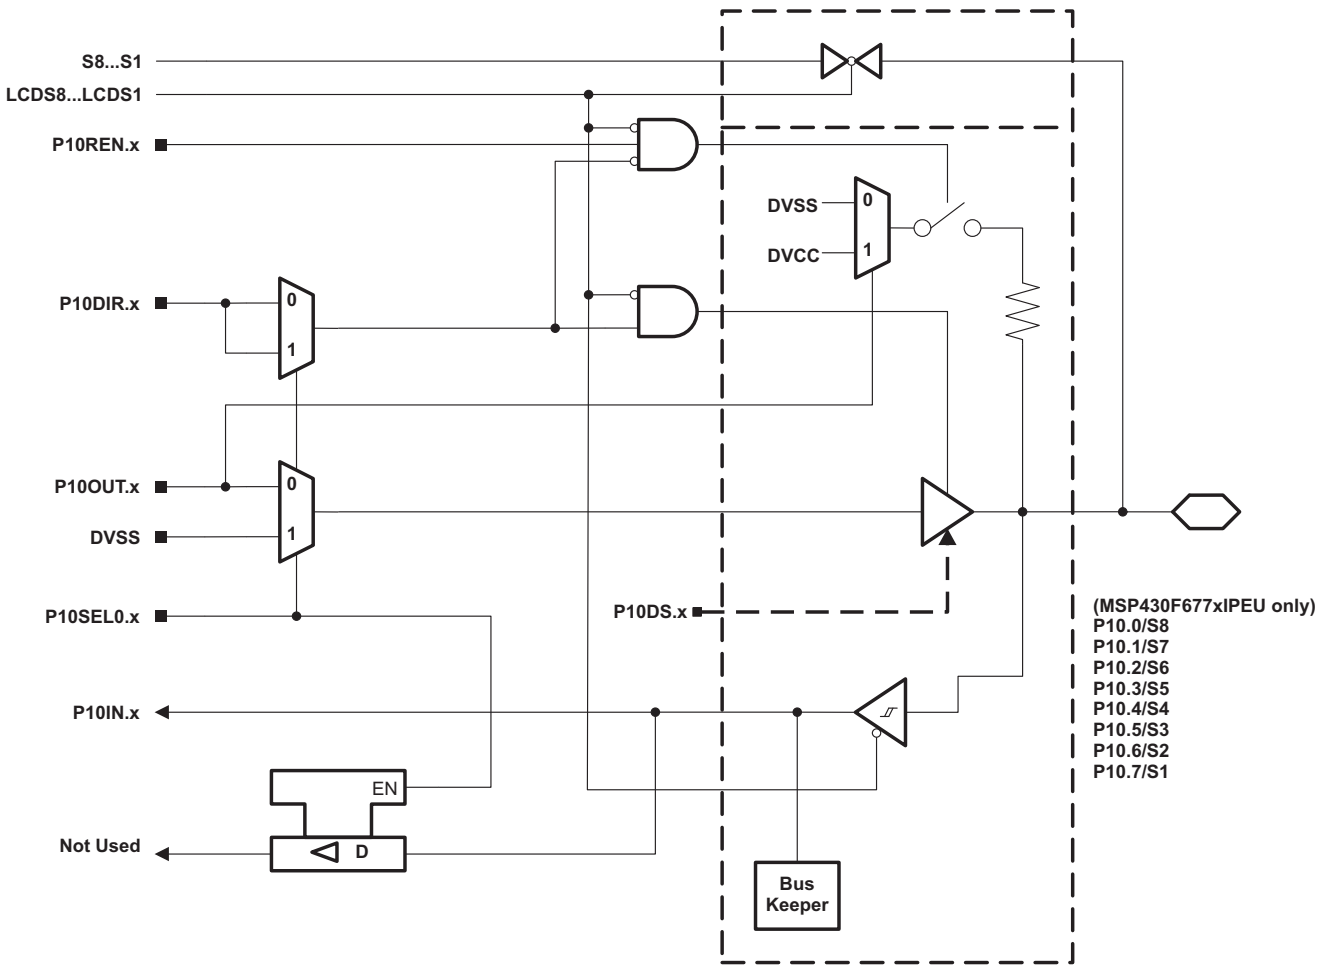 S8...S1
LCDS8...LCDS1
P10REN.x
DVSS
0
DVCC
1
P10DIR.x
0
1
P10OUT.x
0
DVSS
1
P10SEL0.x
P10DS.x
(MSP430F677xIPEU only)
P10.0/S8
P10.1/S7
P10.2/S6
P10.3/S5
P10.4/S4
P10.5/S3
P10.6/S2
P10.7/S1
P10IN.x
EN
Not Used
D
Bus
Keeper